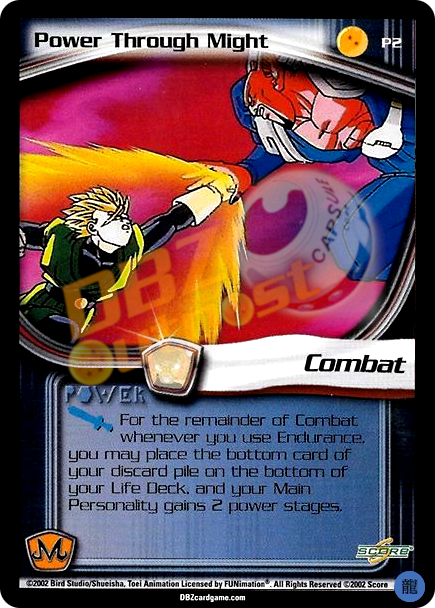 Power Through Might
P2
DBZ
Outpost
CAPSULE
Combat
POWER
For the remainder of Combat
whenever you use Endurance,
you may place the bottom card of
your discard pile on the bottom of
your Life Deck, and your Main
Personality gains 2 power stages.
M
SCORE
龍
©2002 Bird Studio/Shueisha, Toei Animation Licensed by FUNimation®. All Rights Reserved ©2002 Score
DBZcardgame.com